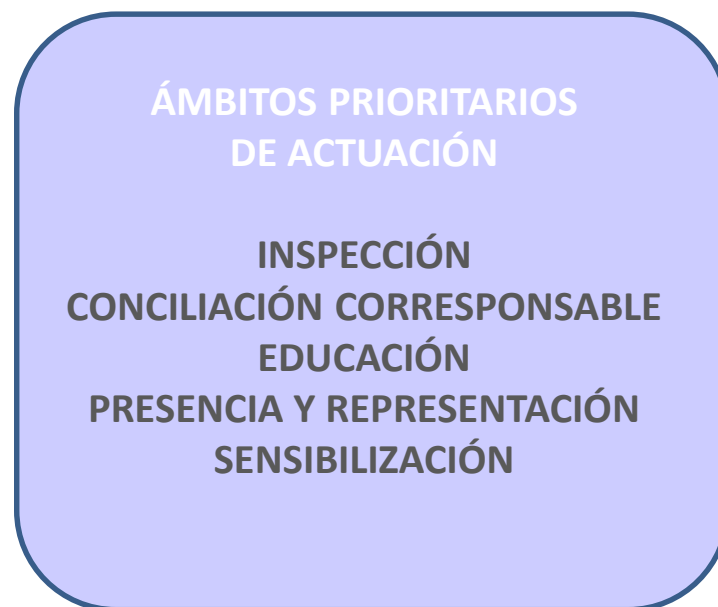 ÁMBITOS PRIORITARIOS
DE ACTUACIÓN
INSPECCIÓN
CONCILIACIÓN CORRESPONSABLE
EDUCACIÓN
PRESENCIA Y REPRESENTACIÓN
SENSIBILIZACIÓN